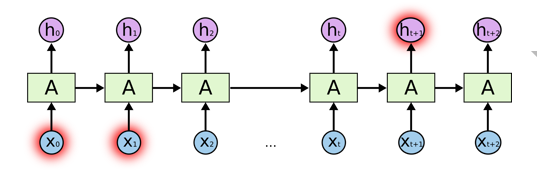 h₀ h₁ h₂ hₜ hₜ₊₁ hₜ₊₂
A A A A A A
x₀ x₁ x₂ ... xₜ xₜ₊₁ xₜ₊₂